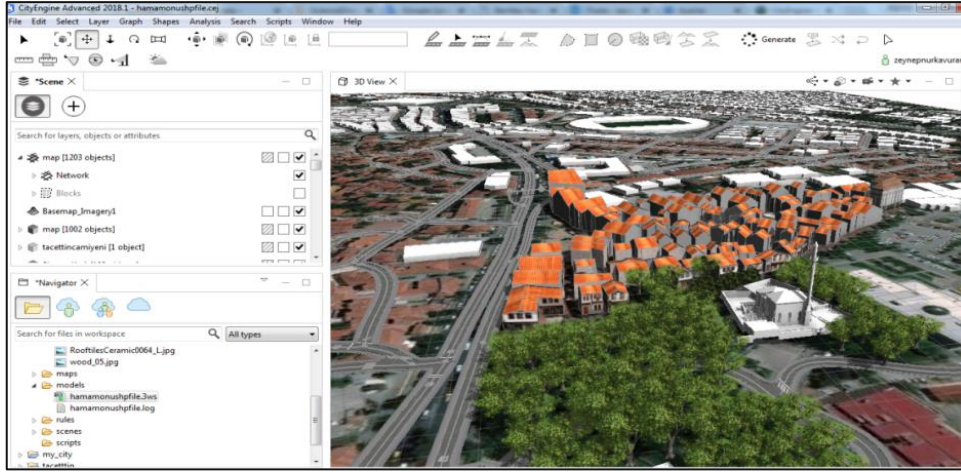 CityEngine Advanced 2018.1 - hamamonushpfile.cej
File Edit Select Layer Graph Shapes Analysis Search Scripts Window Help
Generate
zeynepnurkavuran
*Scene
3D View
Search for layers, objects or attributes
map [1203 objects]
Network
Blocks
Basemap_Imagery1
map [1002 objects]
tacettincamiyeni [1 object]
*Navigator
Search for files in workspace
All types
RooftilesCeramic0064_L.jpg
wood_05.jpg
maps
models
hamamonushpfile.3ws
hamamonushpfile.log
rules
scenes
scripts
my_city